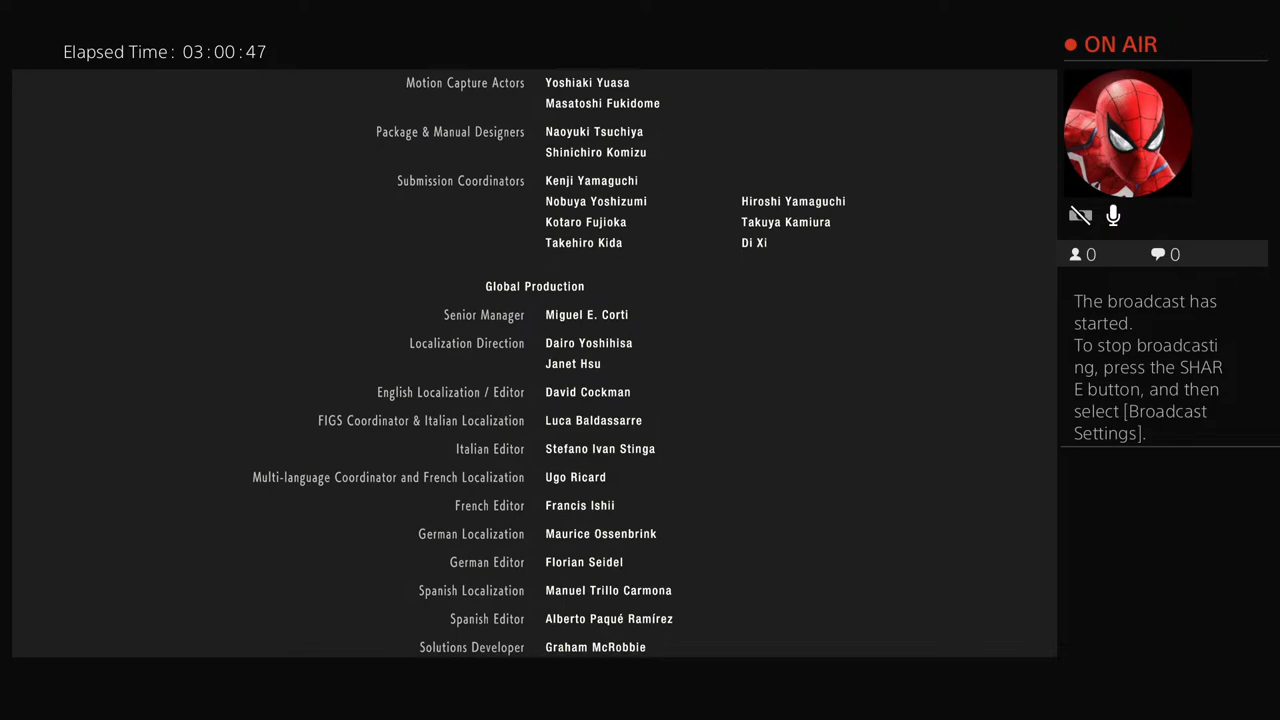 Elapsed Time: 03:00:47
ON AIR
Motion Capture Actors Yoshiaki Yuasa
Masatoshi Fukidome
Package & Manual Designers Naoyuki Tsuchiya
Shinichiro Komizu
Submission Coordinators Kenji Yamaguchi
Nobuya Yoshizumi Hiroshi Yamaguchi
Kotaro Fujioka Takuya Kamiura
Takehiro Kida Di Xi
Global Production
Senior Manager Miguel E. Corti
Localization Direction Dairo Yoshihisa
Janet Hsu
English Localization / Editor David Cockman
FIGS Coordinator & Italian Localization Luca Baldassarre
Italian Editor Stefano Ivan Stinga
Multi-language Coordinator and French Localization Ugo Ricard
French Editor Francis Ishii
German Localization Maurice Ossenbrink
German Editor Florian Seidel
Spanish Localization Manuel Trillo Carmona
Spanish Editor Alberto Paqué Ramírez
Solutions Developer Graham McRobbie
0 0
The broadcast has
started.
To stop broadcasti
ng, press the SHAR
E button, and then
select [Broadcast
Settings].